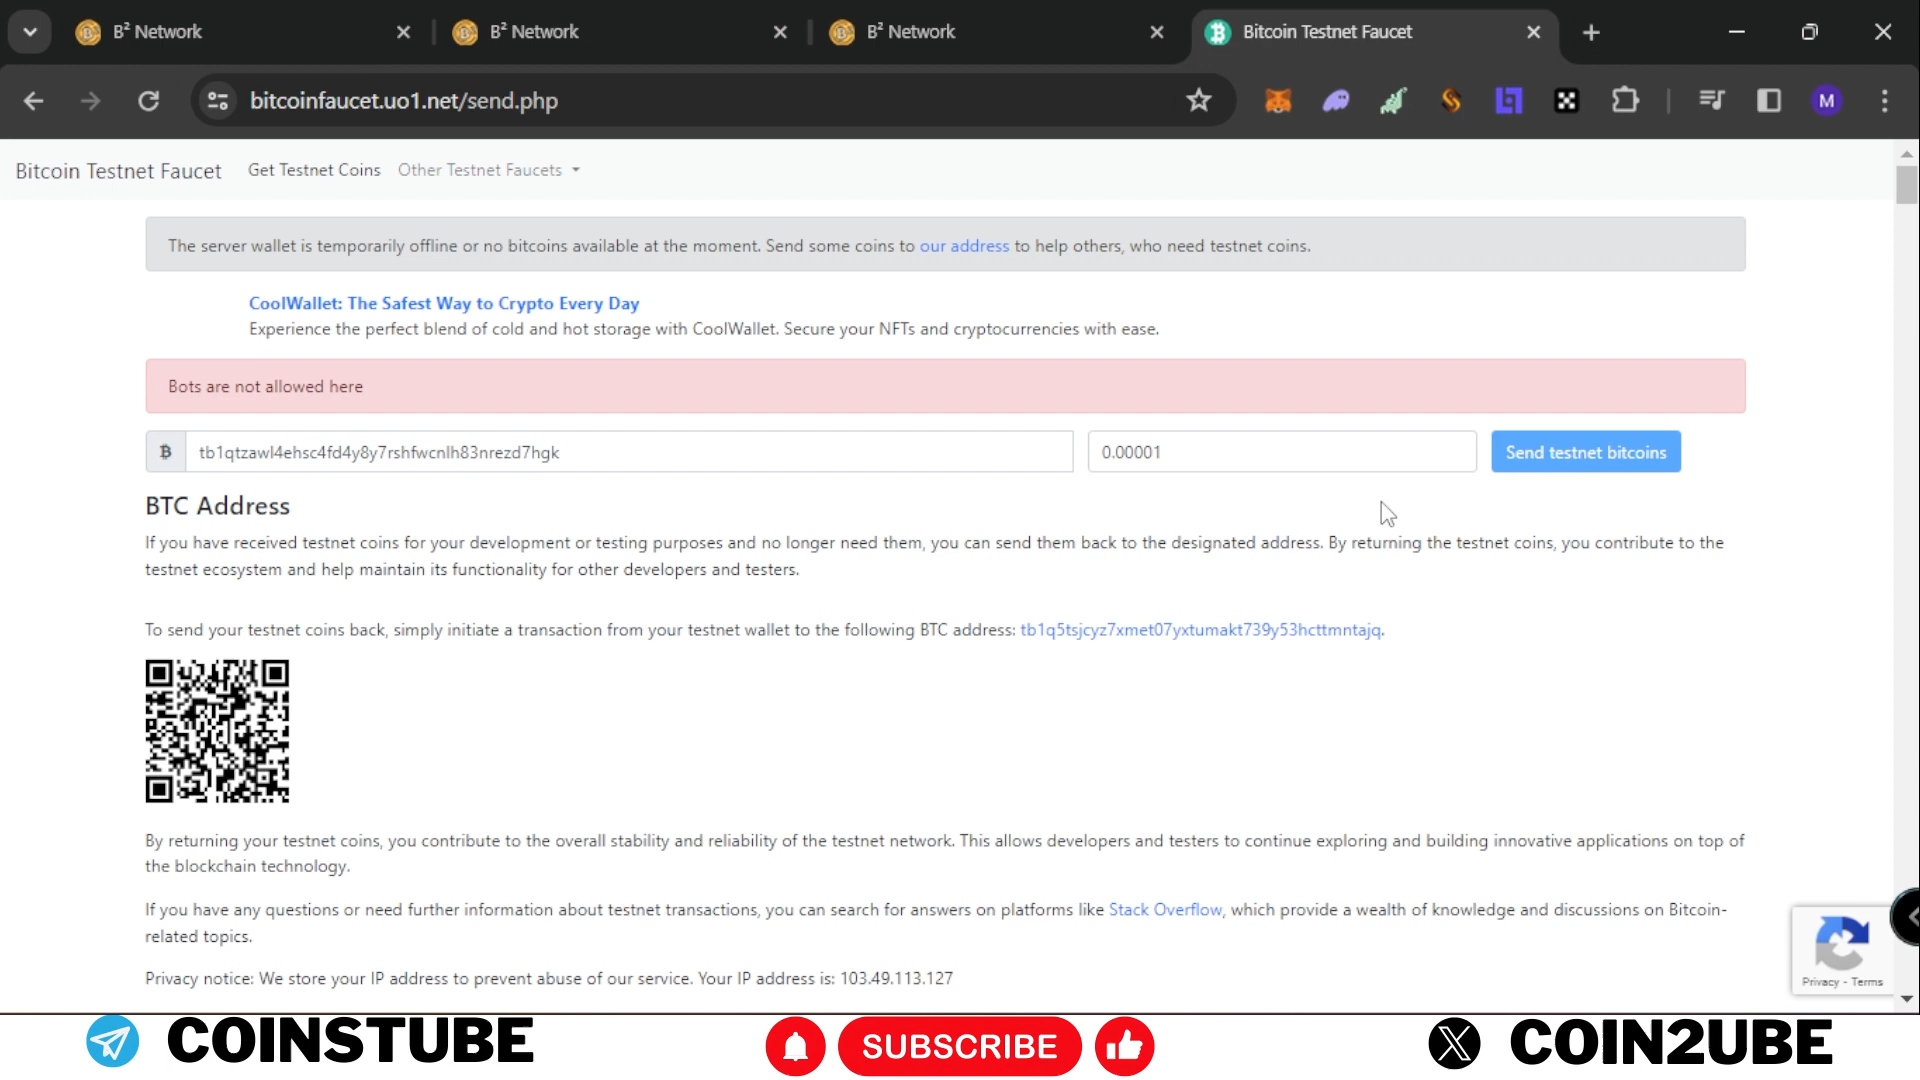 B² Network
B² Network
B² Network
Bitcoin Testnet Faucet
bitcoinfaucet.uo1.net/send.php
M
Bitcoin Testnet Faucet Get Testnet Coins Other Testnet Faucets
The server wallet is temporarily offline or no bitcoins available at the moment. Send some coins to our address to help others, who need testnet coins.
CoolWallet: The Safest Way to Crypto Every Day
Experience the perfect blend of cold and hot storage with CoolWallet. Secure your NFTs and cryptocurrencies with ease.
Bots are not allowed here
tb1qtzawl4ehsc4fd4y8y7rshfwcnlh83nrezd7hgk 0.00001 Send testnet bitcoins
BTC Address
If you have received testnet coins for your development or testing purposes and no longer need them, you can send them back to the designated address. By returning the testnet coins, you contribute to the
testnet ecosystem and help maintain its functionality for other developers and testers.
To send your testnet coins back, simply initiate a transaction from your testnet wallet to the following BTC address: tb1q5tsjcyz7xmet07yxtumakt739y53hcttmntajq.
By returning your testnet coins, you contribute to the overall stability and reliability of the testnet network. This allows developers and testers to continue exploring and building innovative applications on top of
the blockchain technology.
If you have any questions or need further information about testnet transactions, you can search for answers on platforms like Stack Overflow, which provide a wealth of knowledge and discussions on Bitcoin-
related topics.
Privacy notice: We store your IP address to prevent abuse of our service. Your IP address is: 103.49.113.127
Privacy - Terms
COINSTUBE SUBSCRIBE COIN2UBE